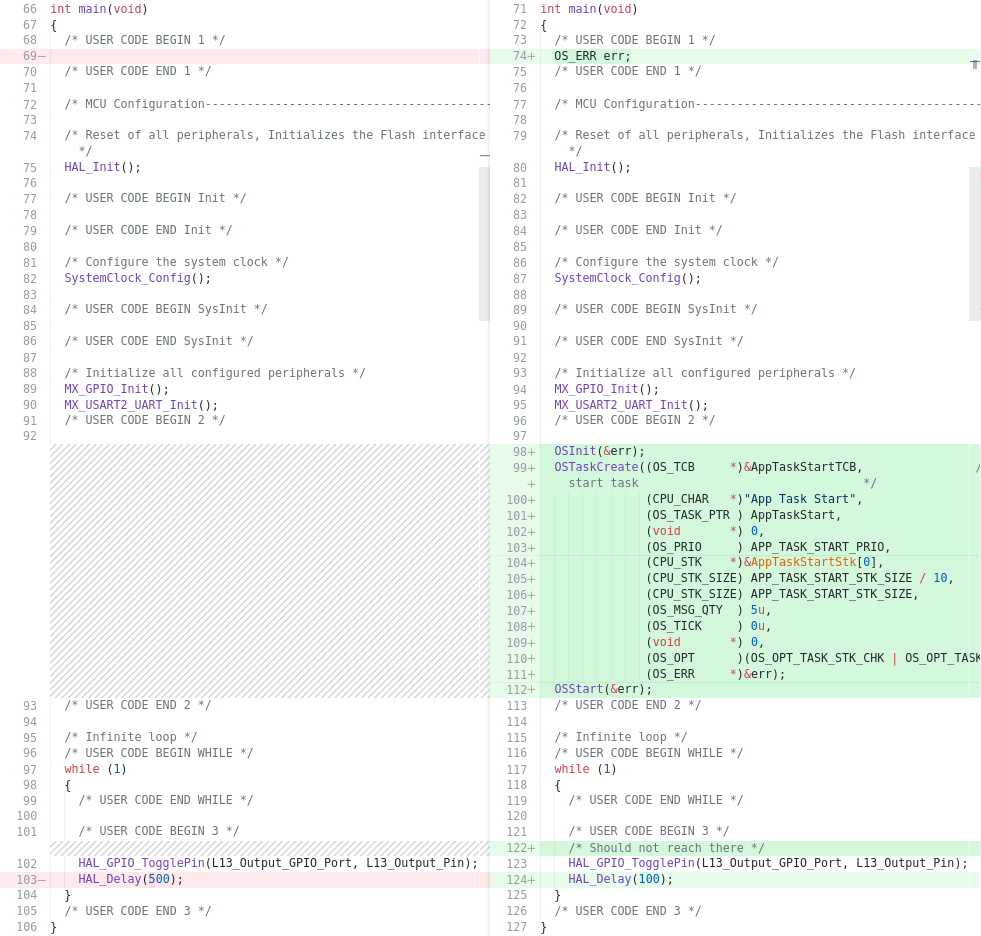 66 int main(void)
67 {
68 /* USER CODE BEGIN 1 */
69—
70 /* USER CODE END 1 */
71
72 /* MCU Configuration-----------------------------------------
73
74 /* Reset of all peripherals, Initializes the Flash interface
*/
75 HAL_Init();
76
77 /* USER CODE BEGIN Init */
78
79 /* USER CODE END Init */
80
81 /* Configure the system clock */
82 SystemClock_Config();
83
84 /* USER CODE BEGIN SysInit */
85
86 /* USER CODE END SysInit */
87
88 /* Initialize all configured peripherals */
89 MX_GPIO_Init();
90 MX_USART2_UART_Init();
91 /* USER CODE BEGIN 2 */
92
93 /* USER CODE END 2 */
94
95 /* Infinite loop */
96 /* USER CODE BEGIN WHILE */
97 while (1)
98 {
99 /* USER CODE END WHILE */
100
101 /* USER CODE BEGIN 3 */
102 HAL_GPIO_TogglePin(L13_Output_GPIO_Port, L13_Output_Pin);
103— HAL_Delay(500);
104 }
105 /* USER CODE END 3 */
106 }
71 int main(void)
72 {
73 /* USER CODE BEGIN 1 */
74+ OS_ERR err;
75 /* USER CODE END 1 */
76
77 /* MCU Configuration-----------------------------------------
78
79 /* Reset of all peripherals, Initializes the Flash interface
*/
80 HAL_Init();
81
82 /* USER CODE BEGIN Init */
83
84 /* USER CODE END Init */
85
86 /* Configure the system clock */
87 SystemClock_Config();
88
89 /* USER CODE BEGIN SysInit */
90
91 /* USER CODE END SysInit */
92
93 /* Initialize all configured peripherals */
94 MX_GPIO_Init();
95 MX_USART2_UART_Init();
96 /* USER CODE BEGIN 2 */
97
98+ OSInit(&err);
99+ OSTaskCreate((OS_TCB *)&AppTaskStartTCB, /
+ start task */
100+ (CPU_CHAR *)"App Task Start",
101+ (OS_TASK_PTR ) AppTaskStart,
102+ (void *) 0,
103+ (OS_PRIO ) APP_TASK_START_PRIO,
104+ (CPU_STK *)&AppTaskStartStk[0],
105+ (CPU_STK_SIZE) APP_TASK_START_STK_SIZE / 10,
106+ (CPU_STK_SIZE) APP_TASK_START_STK_SIZE,
107+ (OS_MSG_QTY ) 5u,
108+ (OS_TICK ) 0u,
109+ (void *) 0,
110+ (OS_OPT )(OS_OPT_TASK_STK_CHK | OS_OPT_TASK
111+ (OS_ERR *)&err);
112+ OSStart(&err);
113 /* USER CODE END 2 */
114
115 /* Infinite loop */
116 /* USER CODE BEGIN WHILE */
117 while (1)
118 {
119 /* USER CODE END WHILE */
120
121 /* USER CODE BEGIN 3 */
122+ /* Should not reach there */
123 HAL_GPIO_TogglePin(L13_Output_GPIO_Port, L13_Output_Pin);
124+ HAL_Delay(100);
125 }
126 /* USER CODE END 3 */
127 }